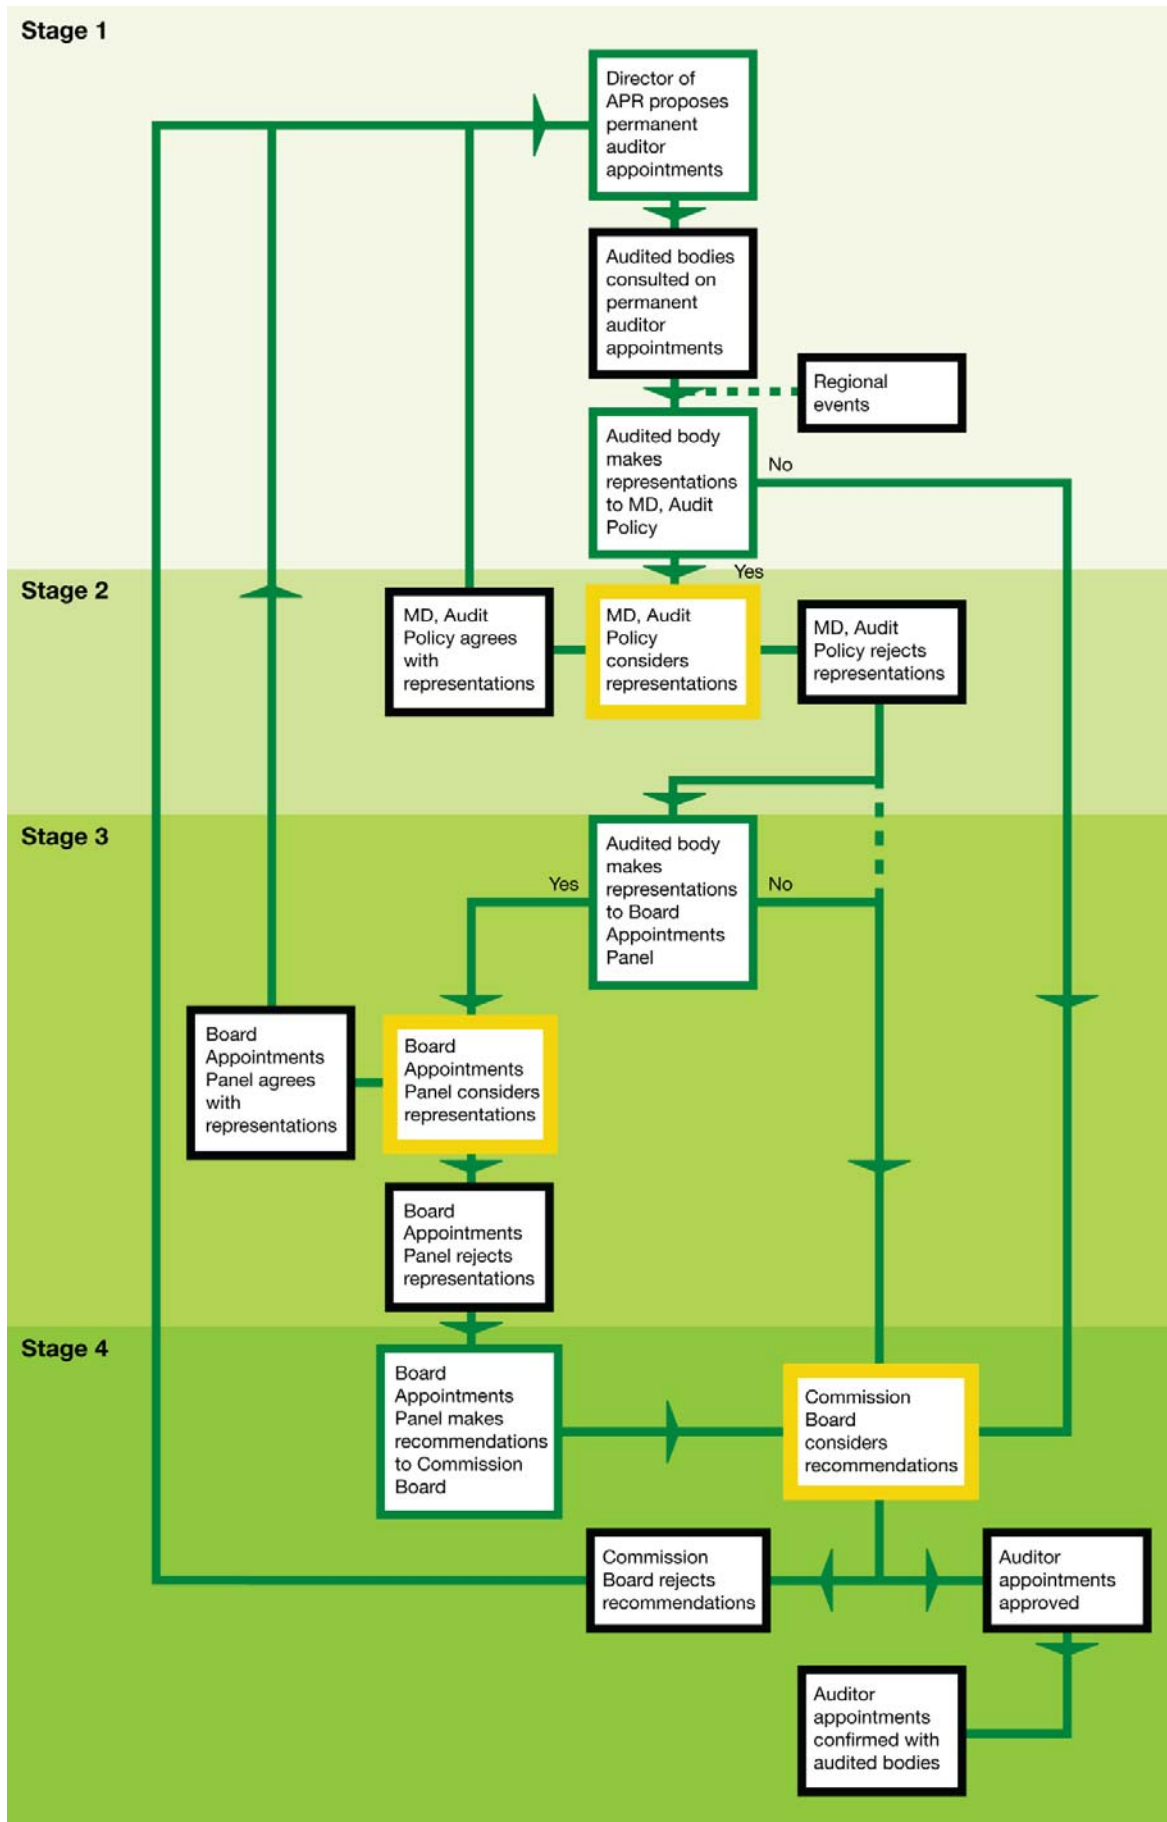 Stage 1
Director of
APR proposes
permanent
auditor
appointments
Audited bodies
consulted on
permanent
auditor
appointments
Regional
events
Audited body
makes
representations
to MD, Audit
Policy
No
Yes
Stage 2
MD, Audit
Policy agrees
with
representations
MD, Audit
Policy
considers
representations
MD, Audit
Policy rejects
representations
Stage 3
Audited body
makes
representations
to Board
Appointments
Panel
Yes
No
Board
Appointments
Panel agrees
with
representations
Board
Appointments
Panel considers
representations
Board
Appointments
Panel rejects
representations
Stage 4
Board
Appointments
Panel makes
recommendations
to Commission
Board
Commission
Board
considers
recommendations
Commission
Board rejects
recommendations
Auditor
appointments
approved
Auditor
appointments
confirmed with
audited bodies